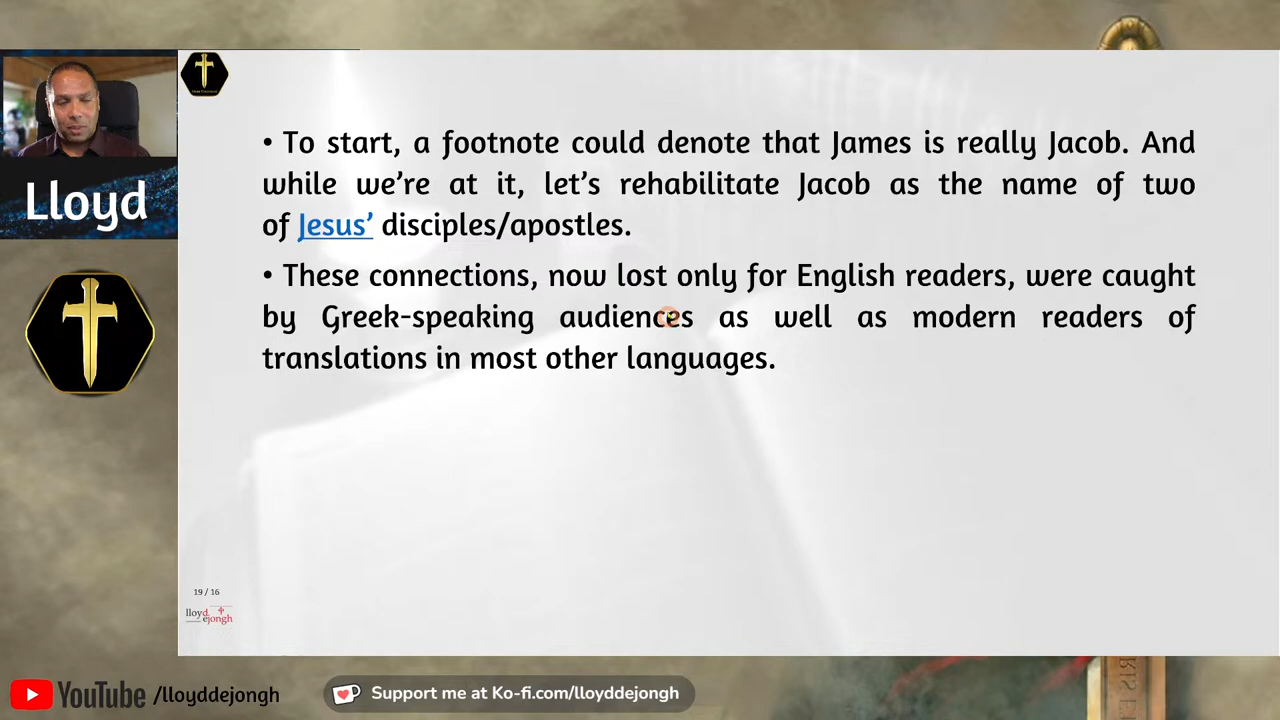 • To start, a footnote could denote that James is really Jacob. And
while we’re at it, let’s rehabilitate Jacob as the name of two
of Jesus’ disciples/apostles.
• These connections, now lost only for English readers, were caught
by Greek-speaking audiences as well as modern readers of
translations in most other languages.
Lloyd
19 / 16
lloyd
ejongh
YouTube /lloyddejongh
Support me at Ko-fi.com/lloyddejongh